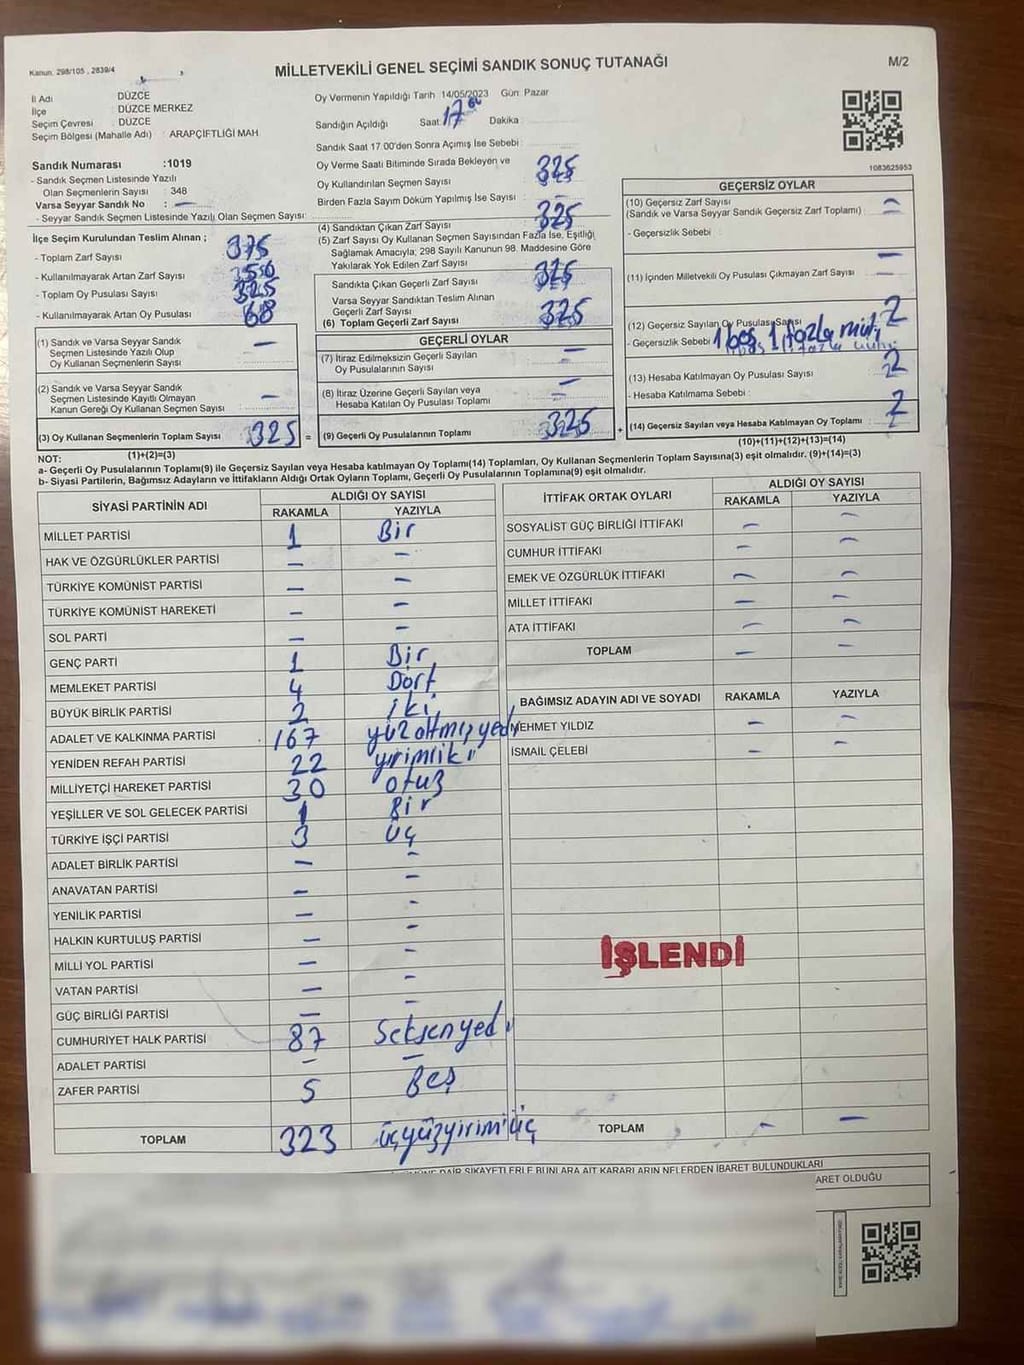 Kanun. 298/105 , 2839/4
MİLLETVEKİLİ GENEL SEÇİMİ SANDIK SONUÇ TUTANAĞI
M/2
İl Adı : DÜZCE
İlçe : DÜZCE MERKEZ
Seçim Çevresi : DÜZCE
Seçim Bölgesi (Mahalle Adı) : ARAPÇİFTLİĞİ MAH.
Sandık Numarası :1019
- Sandık Seçmen Listesinde Yazılı
Olan Seçmenlerin Sayısı : 348
Varsa Seyyar Sandık No : —
- Seyyar Sandık Seçmen Listesinde Yazılı Olan Seçmen Sayısı:
Oy Vermenin Yapıldığı Tarih 14/05/2023 Gün: Pazar
Sandığın Açıldığı Saat 17 Dakika
Sandık Saat 17.00'den Sonra Açımış İse Sebebi :
Oy Verme Saati Bitiminde Sırada Bekleyen ve
Oy Kullandırılan Seçmen Sayısı 325
Birden Fazla Sayım Döküm Yapılmış İse Sayısı : —
1083625953
İlçe Seçim Kurulundan Teslim Alınan ;
- Toplam Zarf Sayısı 375
- Kullanılmayarak Artan Zarf Sayısı
- Toplam Oy Pusulası Sayısı
- Kullanılmayarak Artan Oy Pusulası 68
(4) Sandıktan Çıkan Zarf Sayısı 325
(5) Zarf Sayısı Oy Kullanan Seçmen Sayısından Fazla İse, Eşitliği
Sağlamak Amacıyla; 298 Sayılı Kanunun 98. Maddesine Göre
Yakılarak Yok Edilen Zarf Sayısı
Sandıkta Çıkan Geçerli Zarf Sayısı 325
Varsa Seyyar Sandıktan Teslim Alınan
Geçerli Zarf Sayısı
(6) Toplam Geçerli Zarf Sayısı 325
GEÇERSİZ OYLAR
(10) Geçersiz Zarf Sayısı —
(Sandık ve Varsa Seyyar Sandık Geçersiz Zarf Toplamı) :
- Geçersizlik Sebebi :
(11) İçinden Milletvekili Oy Pusulası Çıkmayan Zarf Sayısı —
(12) Geçersiz Sayılan Oy Pusulası Sayısı 2
- Geçersizlik Sebebi 1 boş 1 fazla mühür
(13) Hesaba Katılmayan Oy Pusulası Sayısı 2
- Hesaba Katılmama Sebebi :
(14) Geçersiz Sayılan veya Hesaba Katılmayan Oy Toplamı 2
(10)+(11)+(12)+(13)=(14)
(1) Sandık ve Varsa Seyyar Sandık
Seçmen Listesinde Yazılı Olup
Oy Kullanan Seçmenlerin Sayısı —
(2) Sandık ve Varsa Seyyar Sandık
Seçmen Listesinde Kayıtlı Olmayan
Kanun Gereği Oy Kullanan Seçmen Sayısı —
(3) Oy Kullanan Seçmenlerin Toplam Sayısı 325 =
(1)+(2)=(3)
GEÇERLİ OYLAR
(7) İtiraz Edilmeksizin Geçerli Sayılan
Oy Pusulalarının Sayısı —
(8) İtiraz Üzerine Geçerli Sayılan veya
Hesaba Katılan Oy Pusulası Toplamı —
(9) Geçerli Oy Pusulalarının Toplamı 325 +
NOT:
a- Geçerli Oy Pusulalarının Toplamı(9) ile Geçersiz Sayılan veya Hesaba katılmayan Oy Toplamı(14) Toplamları, Oy Kullanan Seçmenlerin Toplam Sayısına(3) eşit olmalıdır. (9)+(14)=(3)
b- Siyasi Partilerin, Bağımsız Adayların ve İttifakların Aldığı Ortak Oyların Toplamı, Geçerli Oy Pusulalarının Toplamına(9) eşit olmalıdır.
SİYASİ PARTİNİN ADI ALDIĞI OY SAYISI
RAKAMLA YAZIYLA
MİLLET PARTİSİ 1 Bir
HAK VE ÖZGÜRLÜKLER PARTİSİ — —
TÜRKİYE KOMÜNİST PARTİSİ — —
TÜRKİYE KOMÜNİST HAREKETİ — —
SOL PARTİ — —
GENÇ PARTİ 1 Bir
MEMLEKET PARTİSİ 4 Dört
BÜYÜK BİRLİK PARTİSİ 2 iki
ADALET VE KALKINMA PARTİSİ 167 yüzaltmışyedi
YENİDEN REFAH PARTİSİ 22 yirimiiki
MİLLİYETÇİ HAREKET PARTİSİ 30 otuz
YEŞİLLER VE SOL GELECEK PARTİSİ 1 Bir
TÜRKİYE İŞÇİ PARTİSİ 3 üç
ADALET BİRLİK PARTİSİ — —
ANAVATAN PARTİSİ — —
YENİLİK PARTİSİ — —
HALKIN KURTULUŞ PARTİSİ — —
MİLLİ YOL PARTİSİ — —
VATAN PARTİSİ — —
GÜÇ BİRLİĞİ PARTİSİ — —
CUMHURİYET HALK PARTİSİ 87 Seksenyedi
ADALET PARTİSİ — —
ZAFER PARTİSİ 5 Beş
TOPLAM 323 üçyüzyirimiüç
İTTİFAK ORTAK OYLARI ALDIĞI OY SAYISI
RAKAMLA YAZIYLA
SOSYALİST GÜÇ BİRLİĞİ İTTİFAKI — —
CUMHUR İTTİFAKI — —
EMEK VE ÖZGÜRLÜK İTTİFAKI — —
MİLLET İTTİFAKI — —
ATA İTTİFAKI — —
TOPLAM — —
BAĞIMSIZ ADAYIN ADI VE SOYADI RAKAMLA YAZIYLA
MEHMET YILDIZ — —
İSMAİL ÇELEBİ — —
İŞLENDİ
TOPLAM — —
DAİR ŞİKAYETLERLE BUNLARA AİT KARARLARIN NELERDEN İBARET BULUNDUKLARI
OLDUĞU